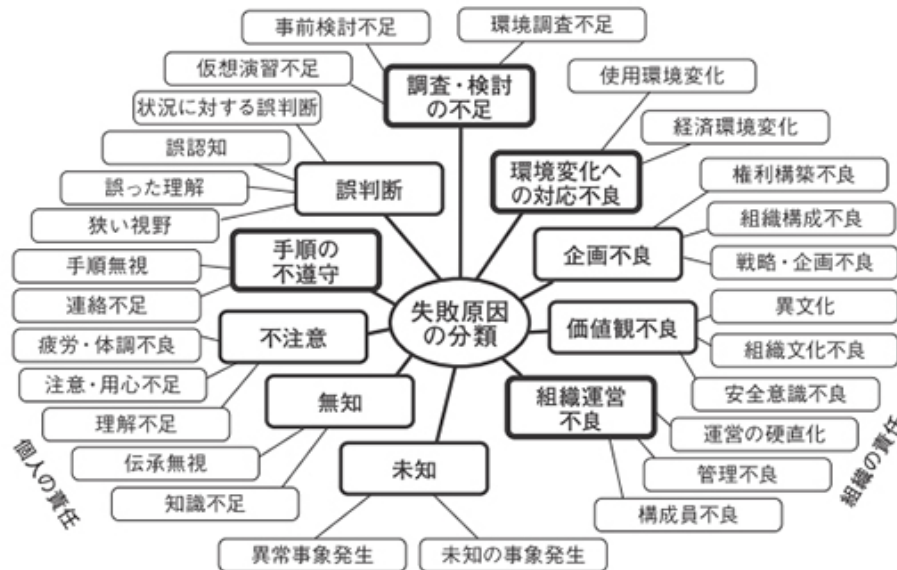 失敗原因
の分類
調査・検討
の不足
事前検討不足
環境調査不足
仮想演習不足
環境変化へ
の対応不良
使用環境変化
経済環境変化
企画不良
権利構築不良
組織構成不良
戦略・企画不良
価値観不良
異文化
組織文化不良
安全意識不良
組織運営
不良
運営の硬直化
管理不良
構成員不良
未知
異常事象発生
未知の事象発生
無知
伝承無視
知識不足
不注意
疲労・体調不良
注意・用心不足
理解不足
手順の
不遵守
手順無視
連絡不足
誤判断
状況に対する誤判断
誤認知
誤った理解
狭い視野
個人の責任
組織の責任